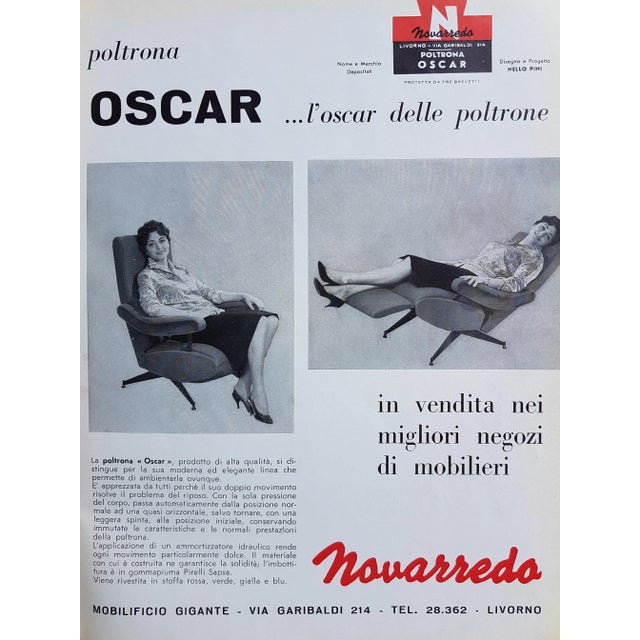 poltrona
N
Novarredo
LIVORNO - VIA GARIBALDI 214
POLTRONA
OSCAR
PROTETTA DA TRE BREVETTI
Nome e Marchio
Depositati
Disegno e Progetto
NELLO PINI
OSCAR ...l'oscar delle poltrone
in vendita nei
migliori negozi
di mobilieri
La poltrona « Oscar », prodotto di alta qualità, si di-
stingue per la sua moderna ed elegante linea che
permette di ambientarla ovunque.
E' apprezzata da tutti perchè il suo doppio movimento
risolve il problema del riposo. Con la sola pressione
del corpo, passa automaticamente dalla posizione nor-
male ad una quasi orizzontale, salvo tornare, con una
leggera spinta, alla posizione iniziale, conservando
immutate le caratteristiche e le normali prestazioni
della poltrona.
L'applicazione di un ammortizzatore idraulico rende
ogni movimento particolarmente dolce. Il materiale
con cui è costruita ne garantisce la solidità; l'imbotti-
tura è in gommapiuma Pirelli Sapsa.
Viene rivestita in stoffa rossa, verde, gialla e blu.
Novarredo
MOBILIFICIO GIGANTE - VIA GARIBALDI 214 - TEL. 28.362 - LIVORNO